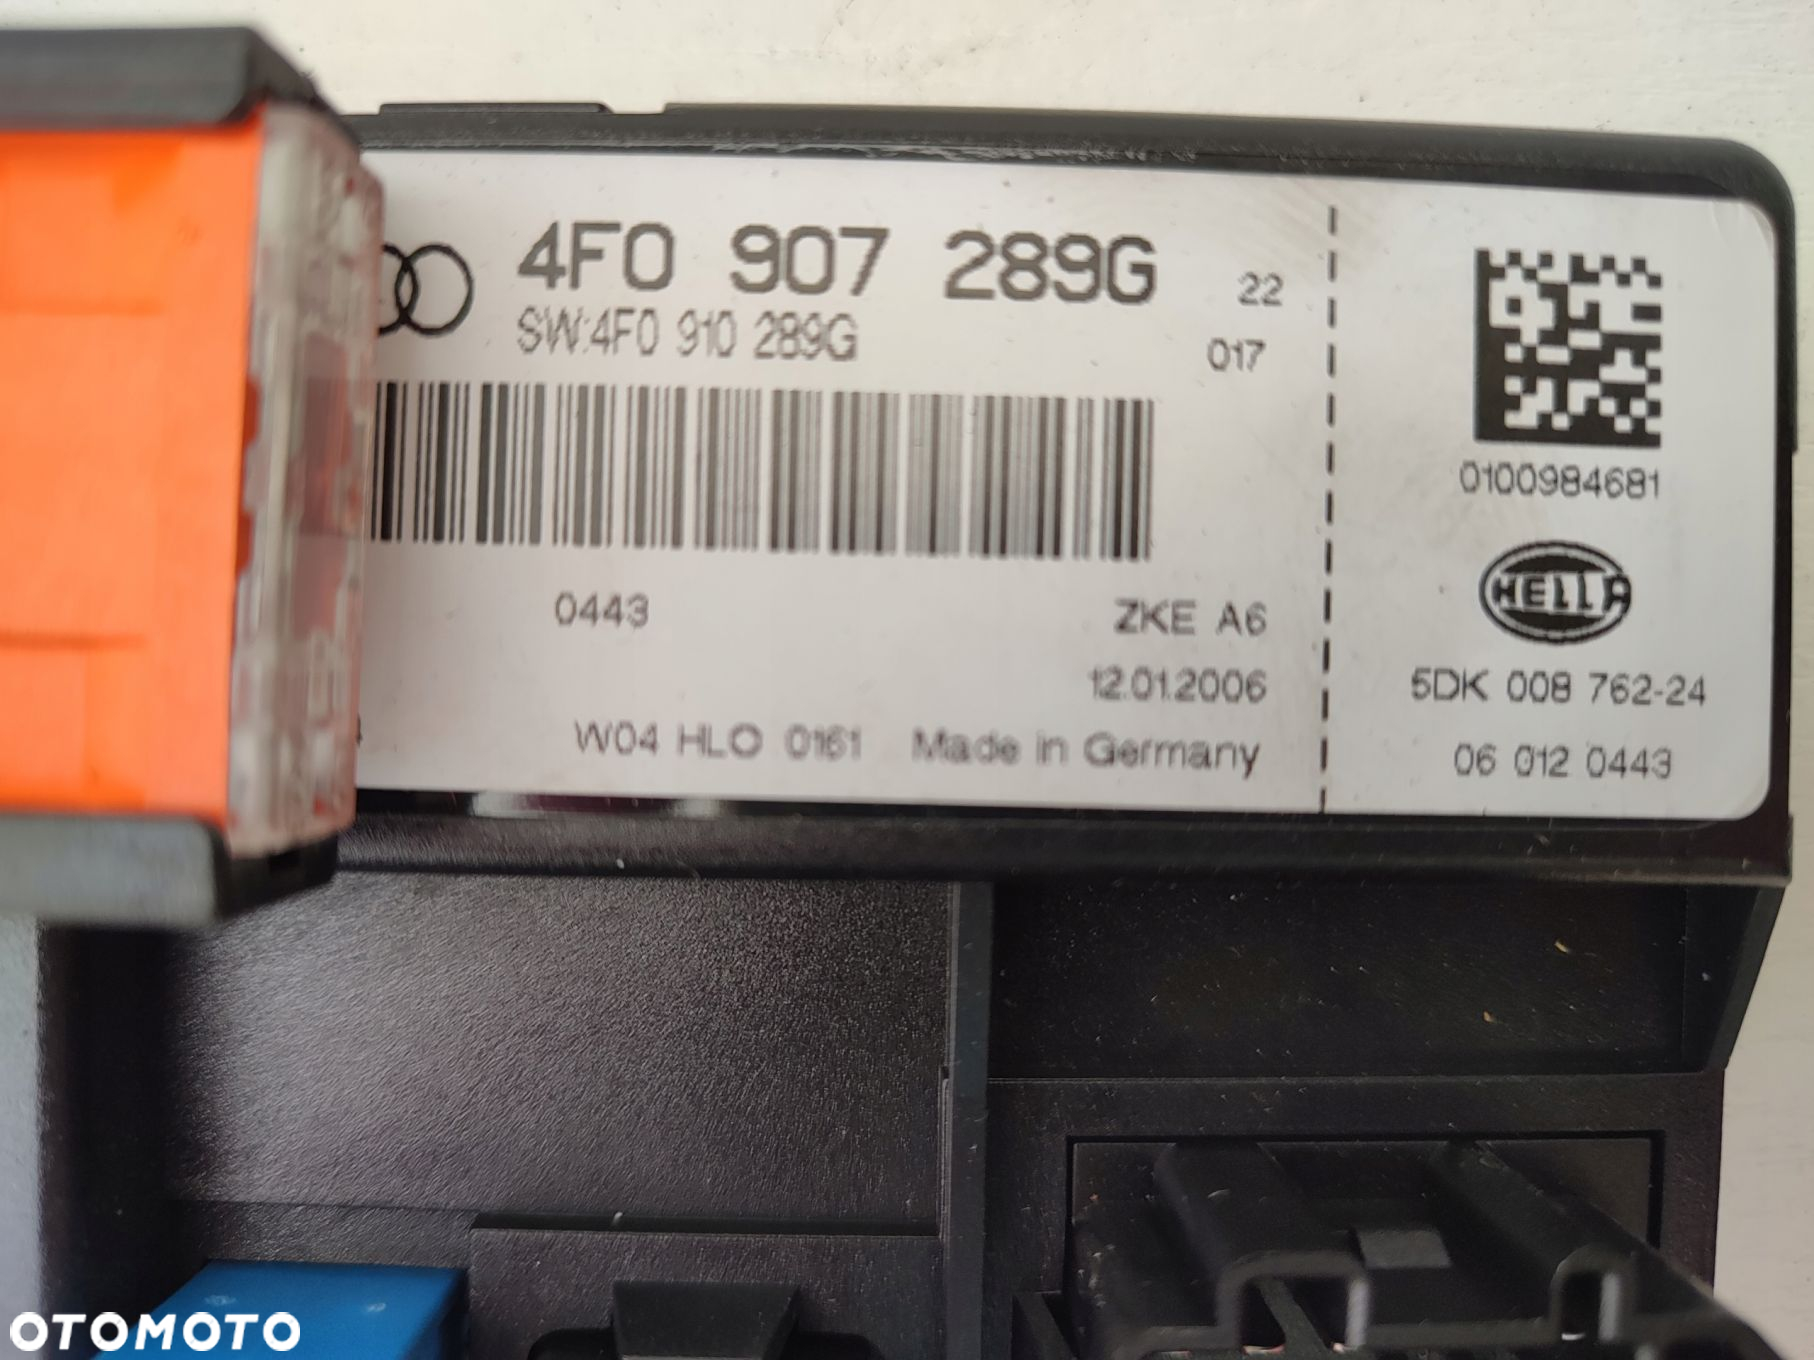 4F0 907 289G 22
SW:4F0 910 289G 017
0443 ZKE A6
12.01.2006
W04 HLO 0161 Made in Germany
0100984681
HELLA
5DK 008 762-24
06 012 0443
OTOMOTO